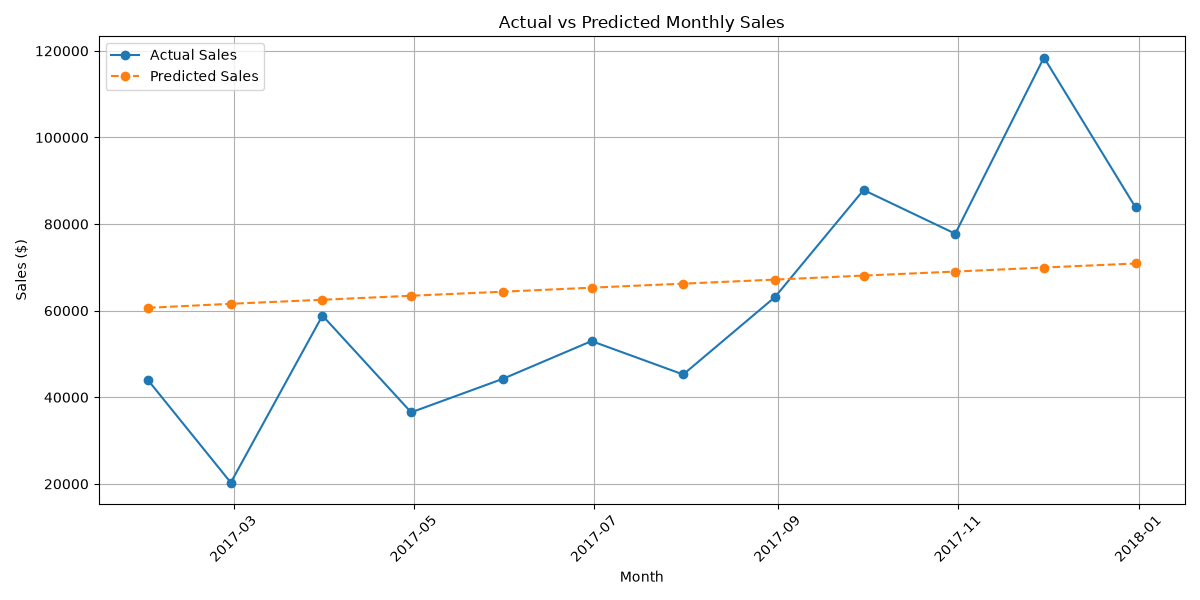 Actual vs Predicted Monthly Sales
Actual Sales
Predicted Sales
Sales ($)
120000
100000
80000
60000
40000
20000
2017-03
2017-05
2017-07
2017-09
2017-11
2018-01
Month